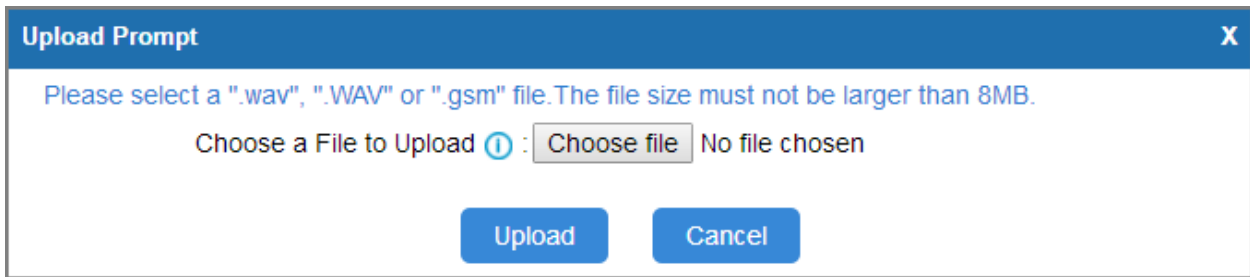 Upload Prompt X
Please select a ".wav", ".WAV" or ".gsm" file.The file size must not be larger than 8MB.
Choose a File to Upload i : Choose file No file chosen
Upload Cancel